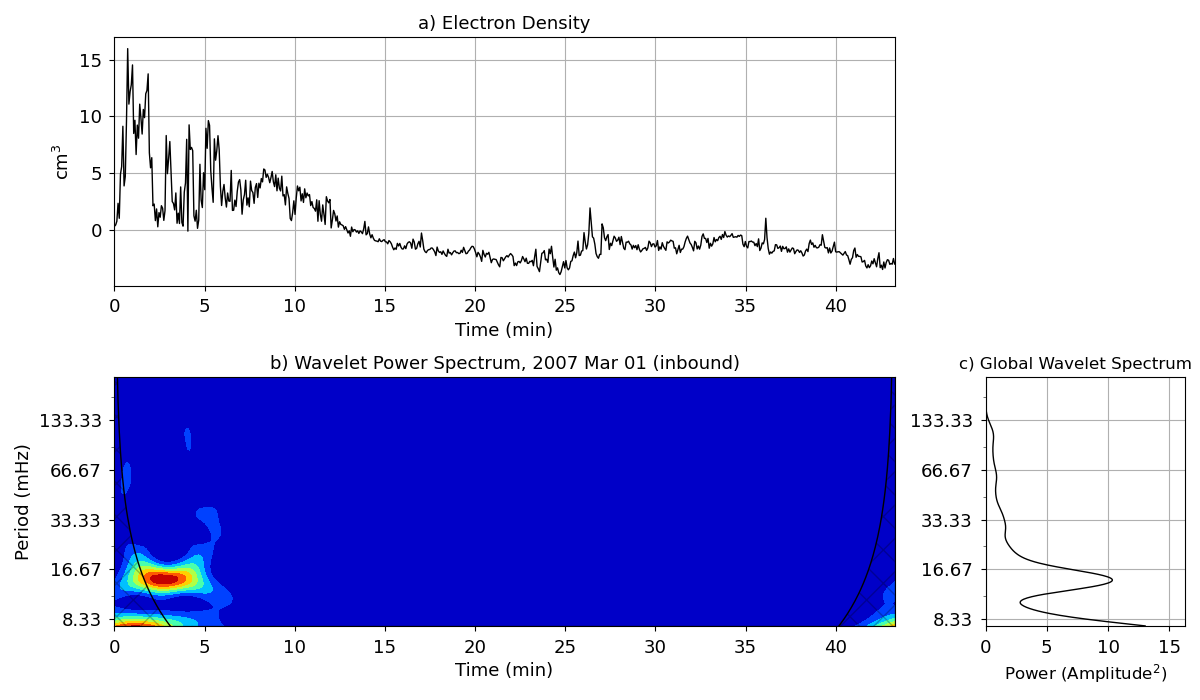 a) Electron Density
15
10
5
0
cm³
0 5 10 15 20 25 30 35 40
Time (min)
b) Wavelet Power Spectrum, 2007 Mar 01 (inbound)
133.33
66.67
33.33
16.67
8.33
Period (mHz)
0 5 10 15 20 25 30 35 40
Time (min)
c) Global Wavelet Spectrum
133.33
66.67
33.33
16.67
8.33
0 5 10 15
Power (Amplitude²)